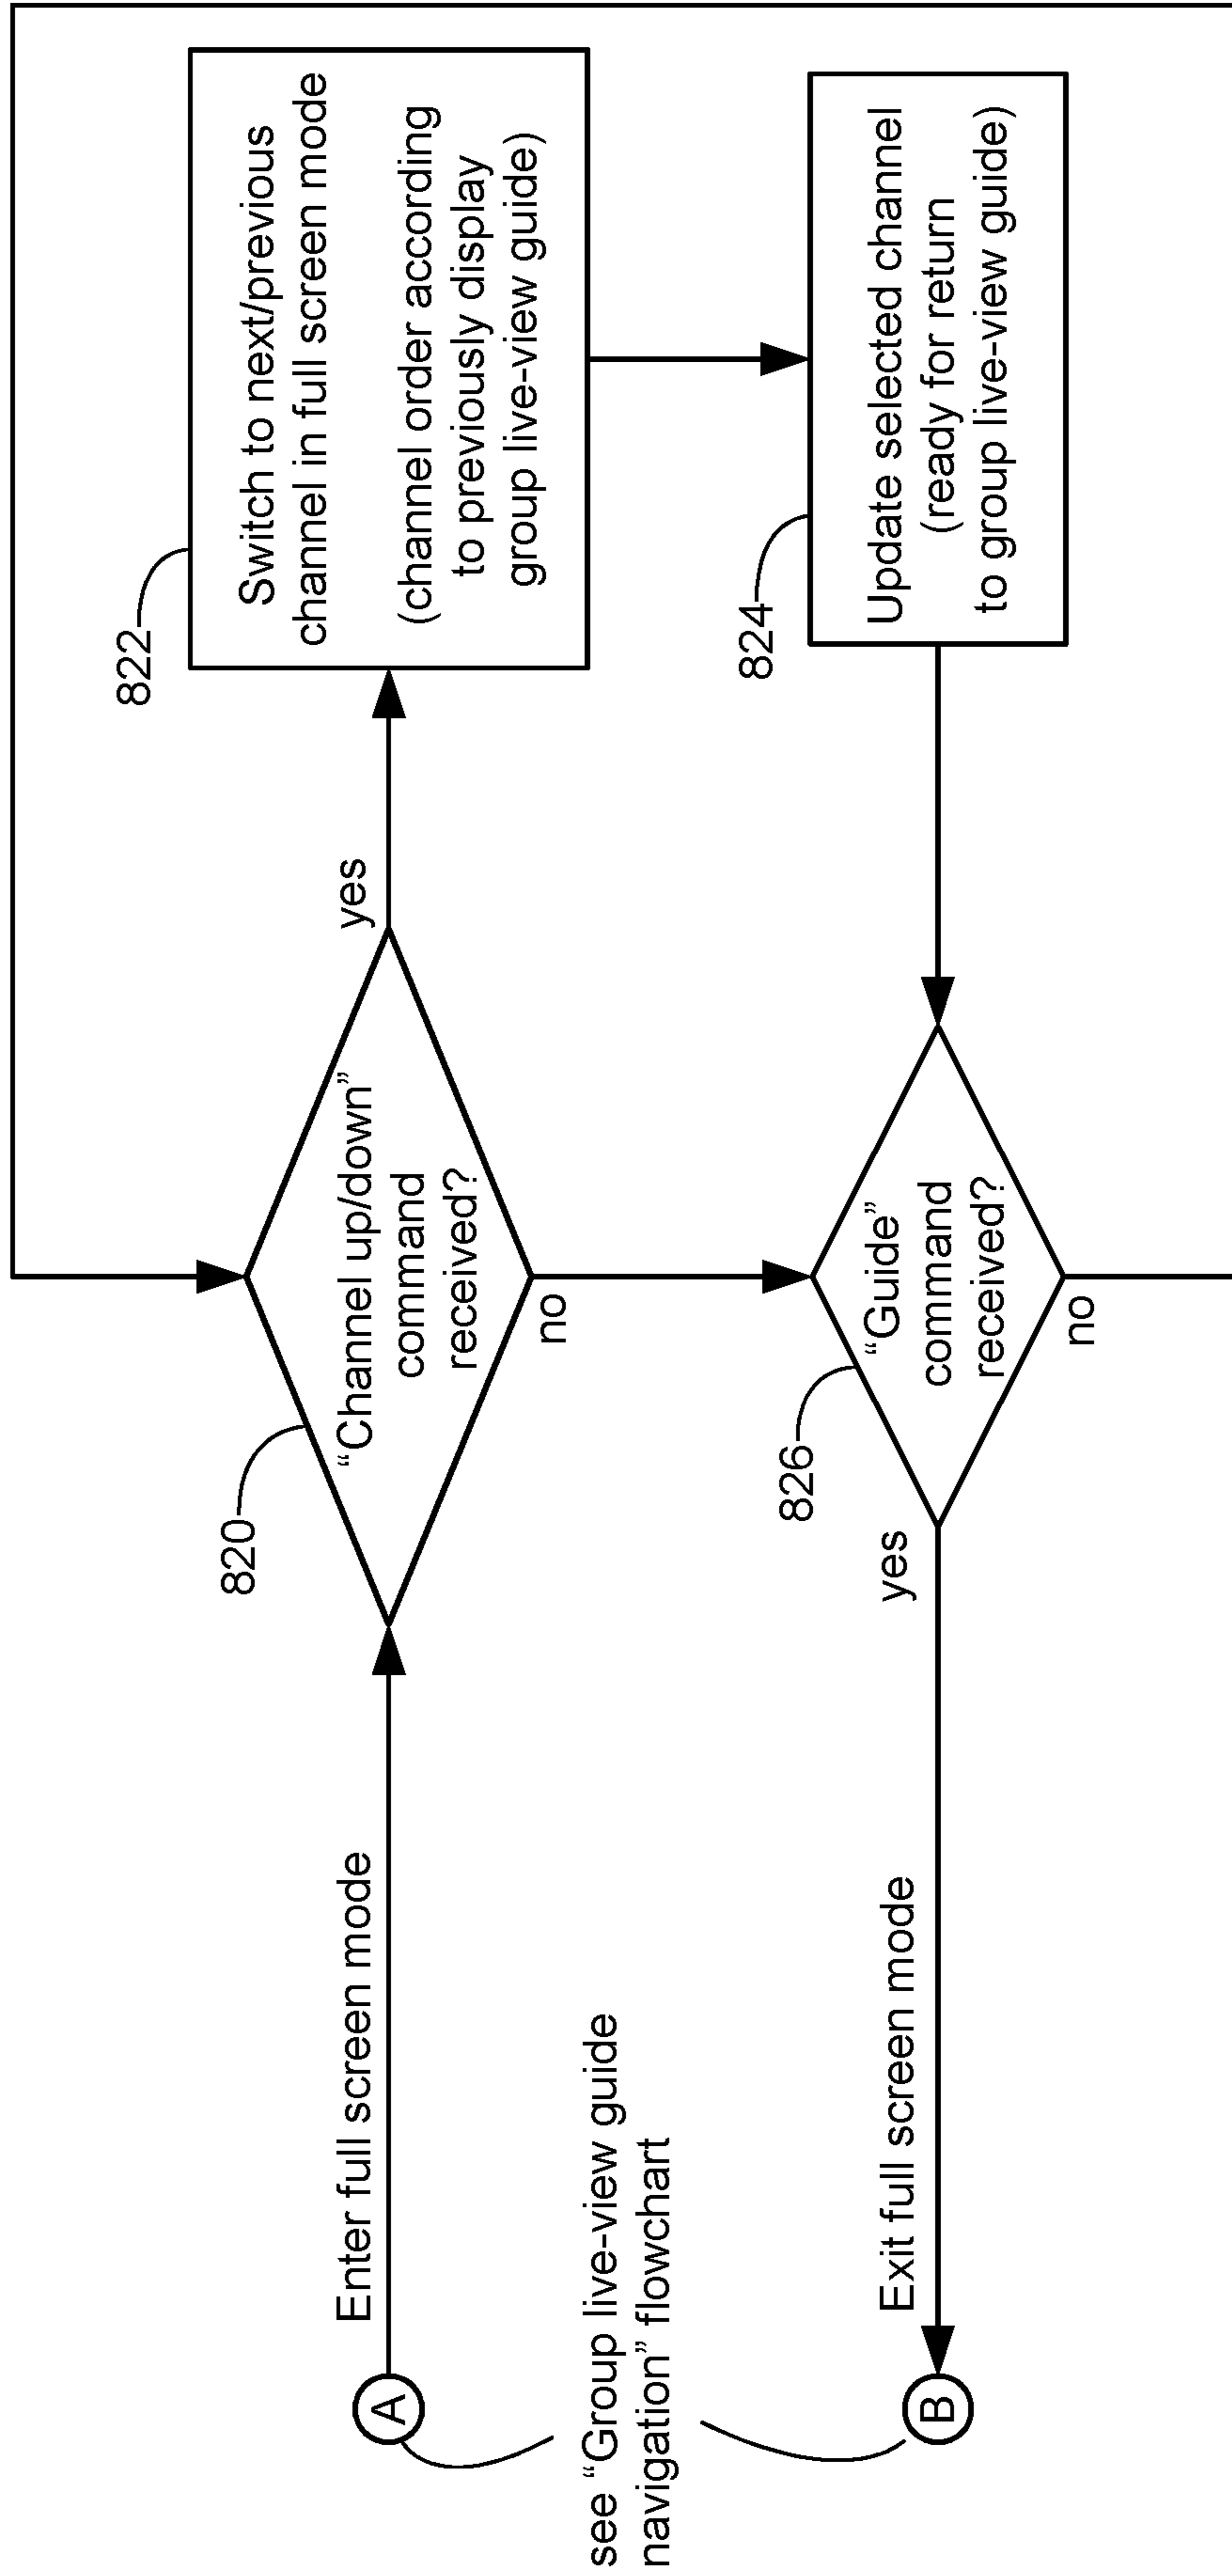 see “Group live-view guide
navigation” flowchart
A
Enter full screen mode
820
“Channel up/down”
command
received?
yes
no
822
Switch to next/previous
channel in full screen mode
(channel order according
to previously display
group live-view guide)
824
Update selected channel
(ready for return
to group live-view guide)
826
“Guide”
command
received?
no
yes
Exit full screen mode
B